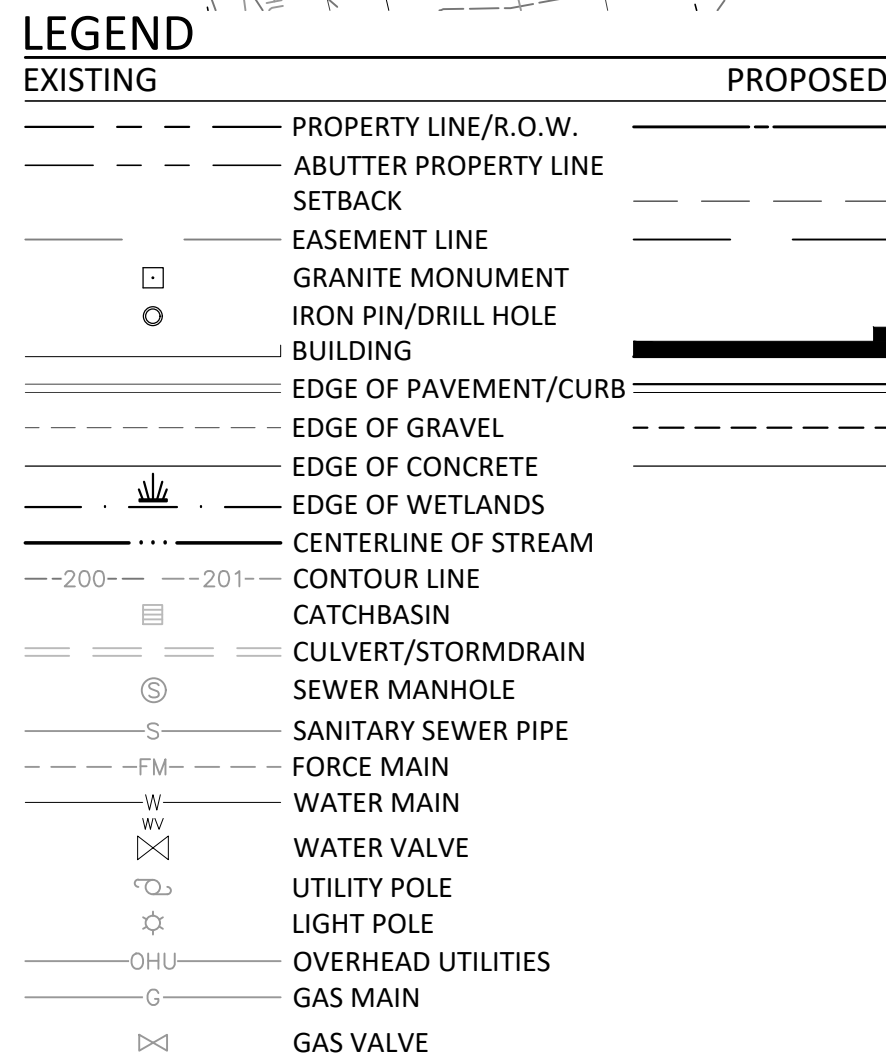 LEGEND
EXISTING PROPOSED
PROPERTY LINE/R.O.W.
ABUTTER PROPERTY LINE
SETBACK
EASEMENT LINE
GRANITE MONUMENT
IRON PIN/DRILL HOLE
BUILDING
EDGE OF PAVEMENT/CURB
EDGE OF GRAVEL
EDGE OF CONCRETE
EDGE OF WETLANDS
CENTERLINE OF STREAM
200 201 CONTOUR LINE
CATCHBASIN
CULVERT/STORMDRAIN
S SEWER MANHOLE
S SANITARY SEWER PIPE
FM FORCE MAIN
W WATER MAIN
WV
WATER VALVE
UTILITY POLE
LIGHT POLE
OHU OVERHEAD UTILITIES
G GAS MAIN
GAS VALVE